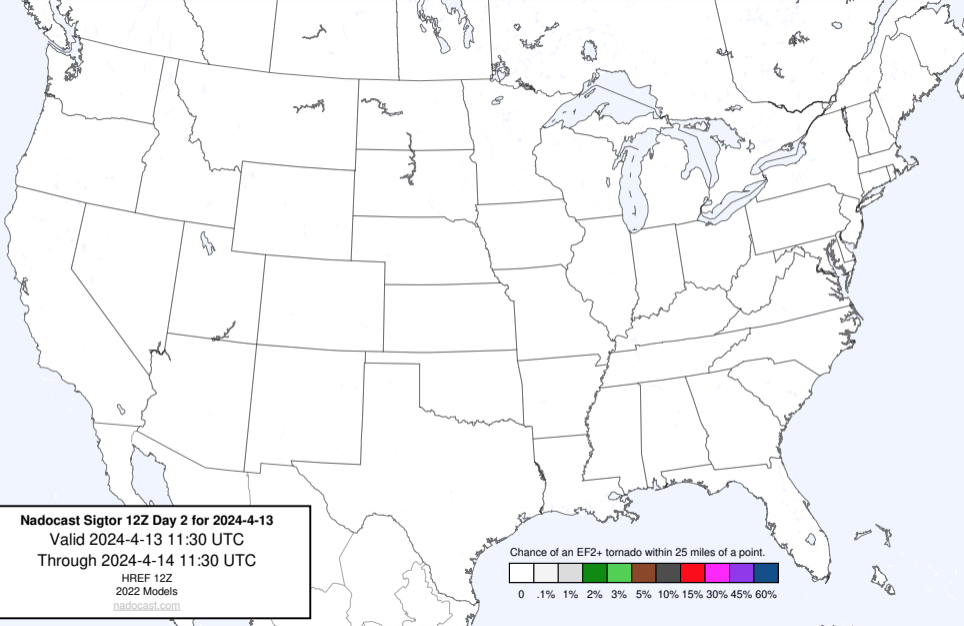 Nadocast Sigtor 12Z Day 2 for 2024-4-13
Valid 2024-4-13 11:30 UTC
Through 2024-4-14 11:30 UTC
HREF 12Z
2022 Models
nadocast.com
Chance of an EF2+ tornado within 25 miles of a point.
0 .1% 1% 2% 3% 5% 10% 15% 30% 45% 60%